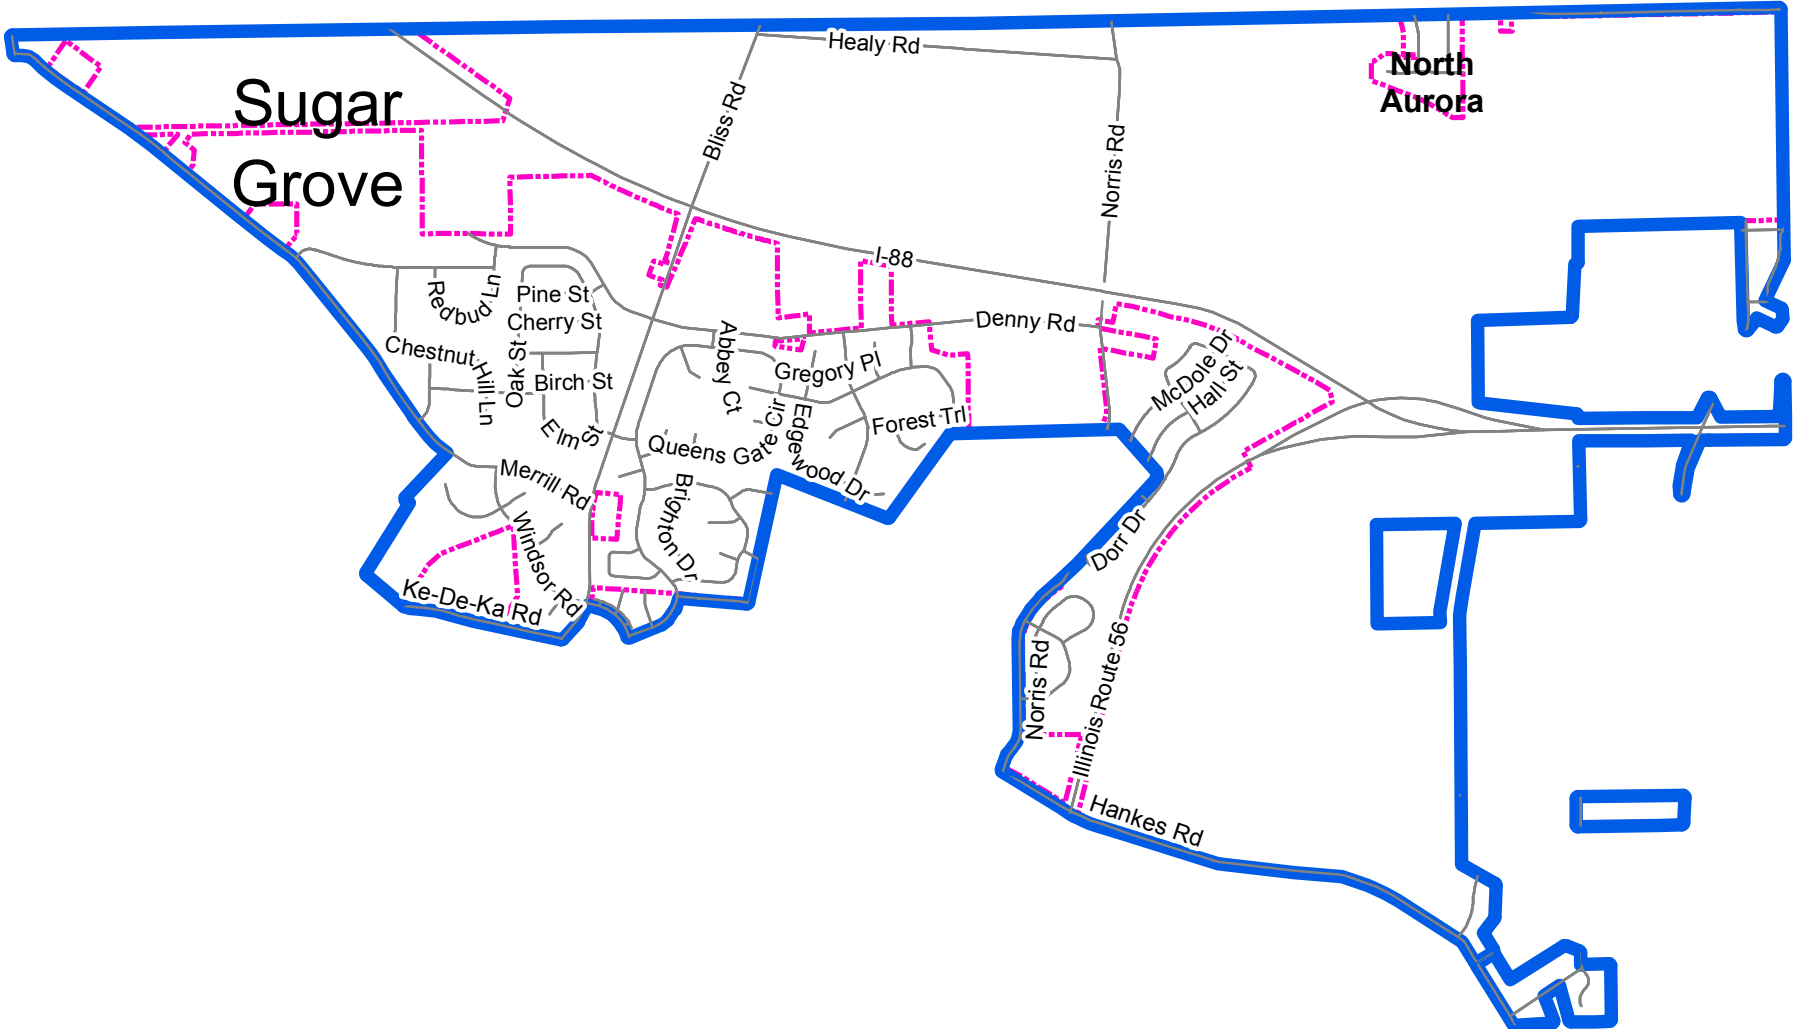 Healy Rd
Sugar
Grove
North
Aurora
Bliss Rd
Norris Rd
I-88
Redbud Ln
Pine St
Cherry St
Denny Rd
Chestnut Hill Ln
Oak St
Birch St
Abbey Ct
Gregory Pl
McDole Dr
Hall St
Elm St
Queens Gate Cir
Edgewood Dr
Forest Trl
Merrill Rd
Brighton Dr
Windsor Rd
Dorr Dr
Ke-De-Ka Rd
Norris Rd
Illinois Route 56
Hankes Rd